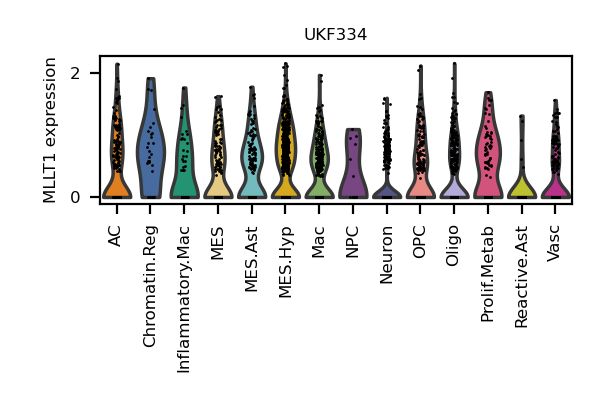 UKF334
MLLT1 expression
2
0
AC
Chromatin.Reg
Inflammatory.Mac
MES
MES.Ast
MES.Hyp
Mac
NPC
Neuron
OPC
Oligo
Prolif.Metab
Reactive.Ast
Vasc